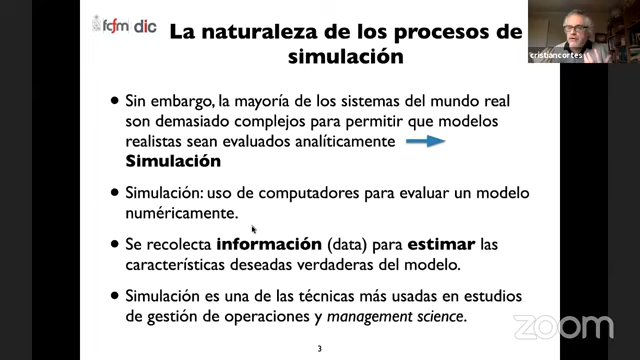 fcfm dic
La naturaleza de los procesos de
simulación
cristiancortes
• Sin embargo, la mayoría de los sistemas del mundo real
son demasiado complejos para permitir que modelos
realistas sean evaluados analíticamente
Simulación
• Simulación: uso de computadores para evaluar un modelo
numéricamente.
• Se recolecta información (data) para estimar las
características deseadas verdaderas del modelo.
• Simulación es una de las técnicas más usadas en estudios
de gestión de operaciones y management science.
zoom
3